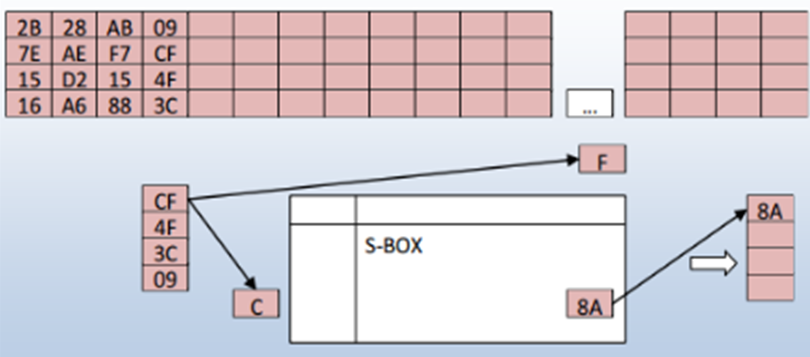 2B 28 AB 09
7E AE F7 CF
15 D2 15 4F
16 A6 88 3C
...
F
CF
4F
3C
09
C
S-BOX
8A
8A